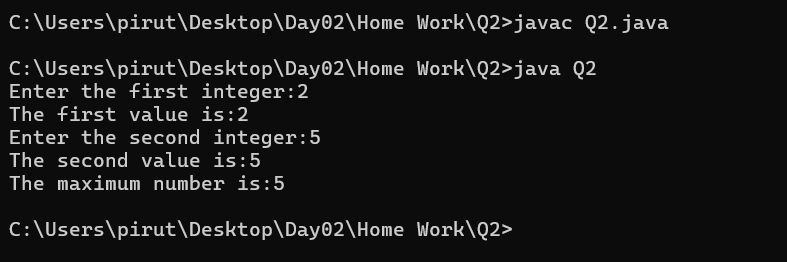 C:\Users\pirut\Desktop\Day02\Home Work\Q2>javac Q2.java
C:\Users\pirut\Desktop\Day02\Home Work\Q2>java Q2
Enter the first integer:2
The first value is:2
Enter the second integer:5
The second value is:5
The maximum number is:5
C:\Users\pirut\Desktop\Day02\Home Work\Q2>